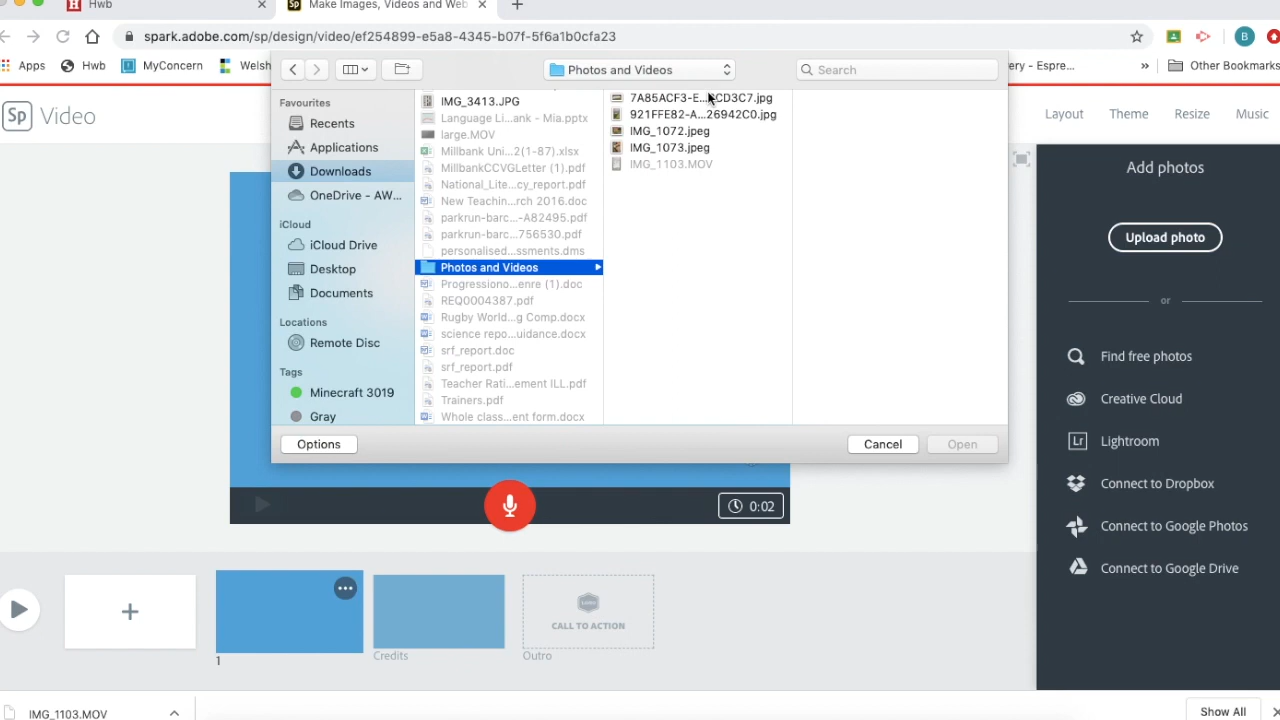 Hwb
Make Images, Videos and Web
spark.adobe.com/sp/design/video/ef254899-e5a8-4345-b07f-5f6a1b0cfa23
B
Apps
Hwb
MyConcern
Welsh
ery - Espre...
Other Bookmarks
Photos and Videos
Search
Sp Video
Layout
Theme
Resize
Music
Favourites
Recents
Applications
Downloads
OneDrive - AW...
iCloud
iCloud Drive
Desktop
Documents
Locations
Remote Disc
Tags
Minecraft 3019
Gray
IMG_3413.JPG
Language Li...ank - Mia.pptx
large.MOV
Millbank Uni...2(1-87).xlsx
MillbankCCVGLetter (1).pdf
National_Lite...cy_report.pdf
New Teachin...rch 2016.doc
parkrun-barc...-A82495.pdf
parkrun-barc...756530.pdf
personalised...ssments.dms
Photos and Videos
Progressiono...enre (1).doc
REQ0004387.pdf
Rugby World...g Comp.docx
science repo...uidance.docx
srf_report.doc
srf_report.pdf
Teacher Rati...ement ILL.pdf
Trainers.pdf
Whole class...ent form.docx
7A85ACF3-E...CD3C7.jpg
921FFE82-A...26942C0.jpg
IMG_1072.jpeg
IMG_1073.jpeg
IMG_1103.MOV
Options
Cancel
Open
Add photos
Upload photo
or
Find free photos
Creative Cloud
Lr Lightroom
Connect to Dropbox
Connect to Google Photos
Connect to Google Drive
0:02
1
Credits
CALL TO ACTION
Outro
IMG_1103.MOV
Show All